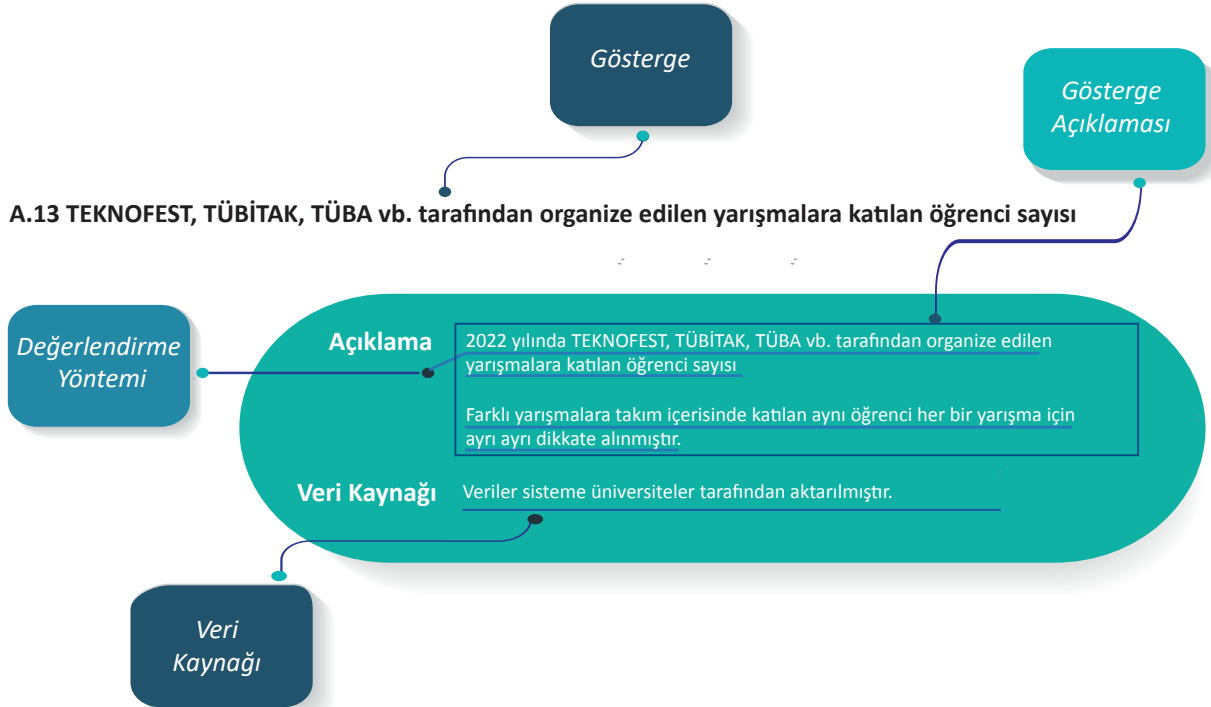 Gösterge
Gösterge
Açıklaması
A.13 TEKNOFEST, TÜBİTAK, TÜBA vb. tarafından organize edilen yarışmalara katılan öğrenci sayısı
Değerlendirme
Yöntemi
Açıklama
2022 yılında TEKNOFEST, TÜBİTAK, TÜBA vb. tarafından organize edilen
yarışmalara katılan öğrenci sayısı
Farklı yarışmalara takım içerisinde katılan aynı öğrenci her bir yarışma için
ayrı ayrı dikkate alınmıştır.
Veri Kaynağı
Veriler sisteme üniversiteler tarafından aktarılmıştır.
Veri
Kaynağı